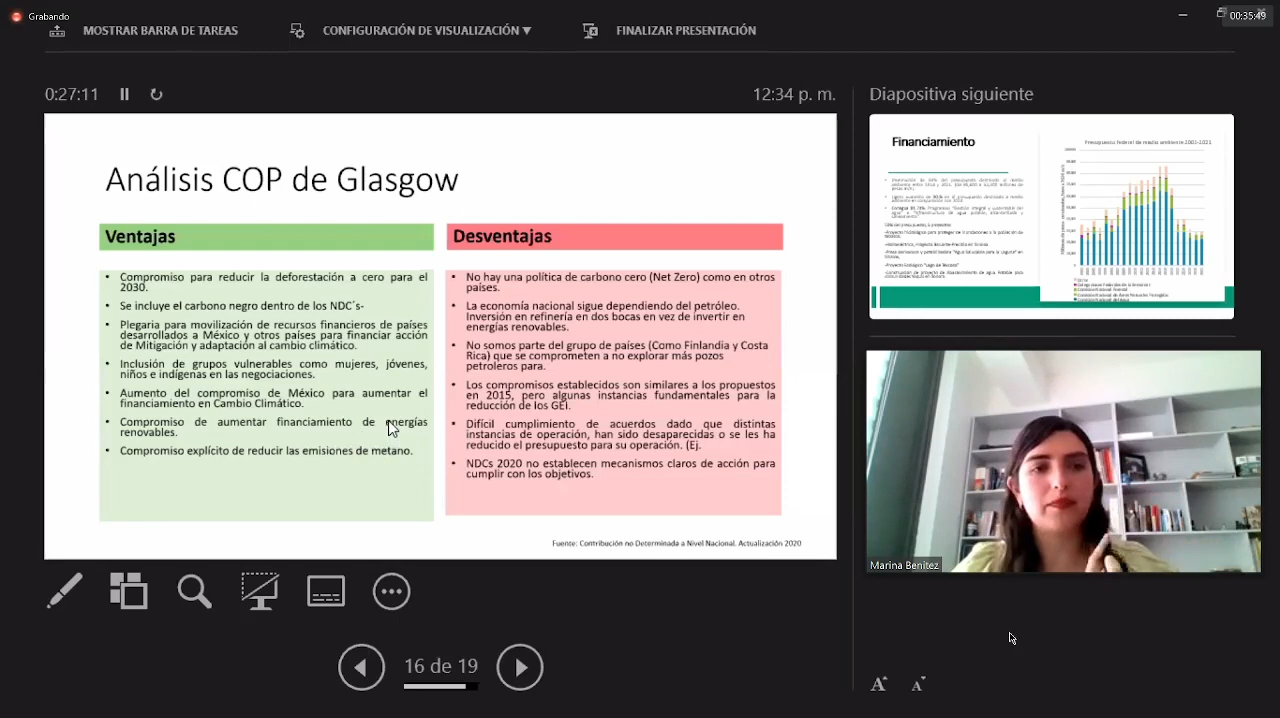 Grabando
00:35:49
MOSTRAR BARRA DE TAREAS
CONFIGURACIÓN DE VISUALIZACIÓN ▼
FINALIZAR PRESENTACIÓN
0:27:11
12:34 p. m.
Análisis COP de Glasgow
Ventajas
• Compromiso de reducir la deforestación a cero para el
2030.
• Se incluye el carbono negro dentro de los NDC´s-
• Plegaria para movilización de recursos financieros de países
desarrollados a México y otros países para financiar acción
de Mitigación y adaptación al cambio climático.
• Inclusión de grupos vulnerables como mujeres, jóvenes,
niños e indígenas en las negociaciones.
• Aumento del compromiso de México para aumentar el
financiamiento en Cambio Climático.
• Compromiso de aumentar financiamiento de energías
renovables.
• Compromiso explícito de reducir las emisiones de metano.
Desventajas
• No hay una política de carbono cero (Net Zero) como en otros
países.
• La economía nacional sigue dependiendo del petróleo.
Inversión en refinería en dos bocas en vez de invertir en
energías renovables.
• No somos parte del grupo de países (Como Finlandía y Costa
Rica) que se comprometen a no explorar más pozos
petroleros para.
• Los compromisos establecidos son similares a los propuestos
en 2015, pero algunas instancias fundamentales para la
reducción de los GEI.
• Difícil cumplimiento de acuerdos dado que distintas
instancias de operación, han sido desaparecidas o se les ha
reducido el presupuesto para su operación. (Ej.
• NDCs 2020 no establecen mecanismos claros de acción para
cumplir con los objetivos.
Fuente: Contribución no Determinada a Nivel Nacional. Actualización 2020
16 de 19
Diapositiva siguiente
Financiamiento
Presupuesto federal de medio ambiente 2001-2021
Marina Benitez
A
A